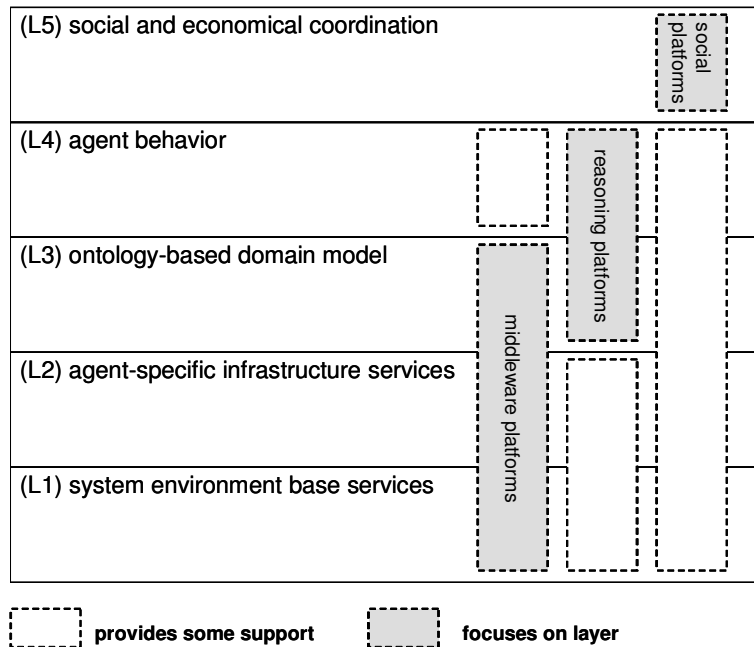 (L5) social and economical coordination
social
platforms
(L4) agent behavior
reasoning platforms
(L3) ontology-based domain model
middleware platforms
(L2) agent-specific infrastructure services
(L1) system environment base services
provides some support
focuses on layer